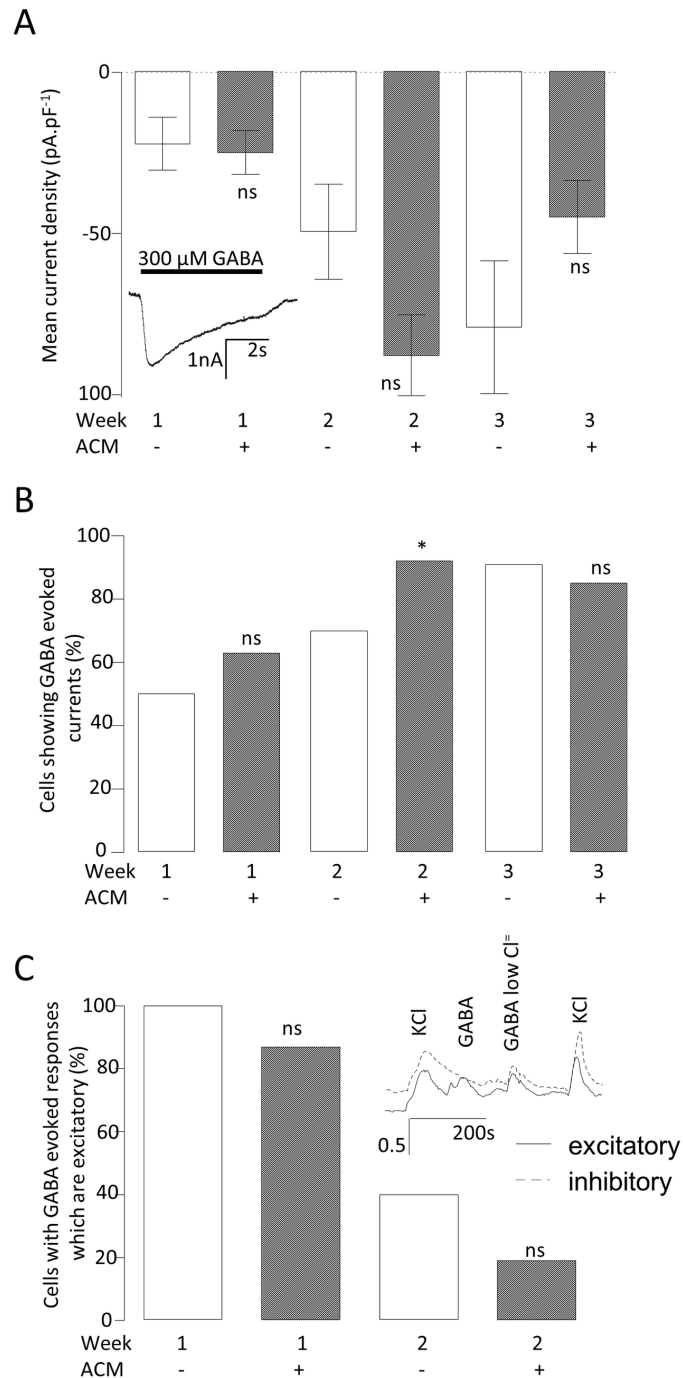 A
Mean current density (pA.pF⁻¹)
0
-50
100
ns
ns
ns
300 µM GABA
1nA
2s
Week 1 1 2 2 3 3
ACM - + - + - +
B
Cells showing GABA evoked
currents (%)
100
80
60
40
20
0
ns
*
ns
Week 1 1 2 2 3 3
ACM - + - + - +
C
Cells with GABA evoked responses
which are excitatory (%)
100
80
60
40
20
0
ns
ns
KCl
GABA
GABA low Cl⁼
KCl
0.5
200s
excitatory
inhibitory
Week 1 1 2 2
ACM - + - +